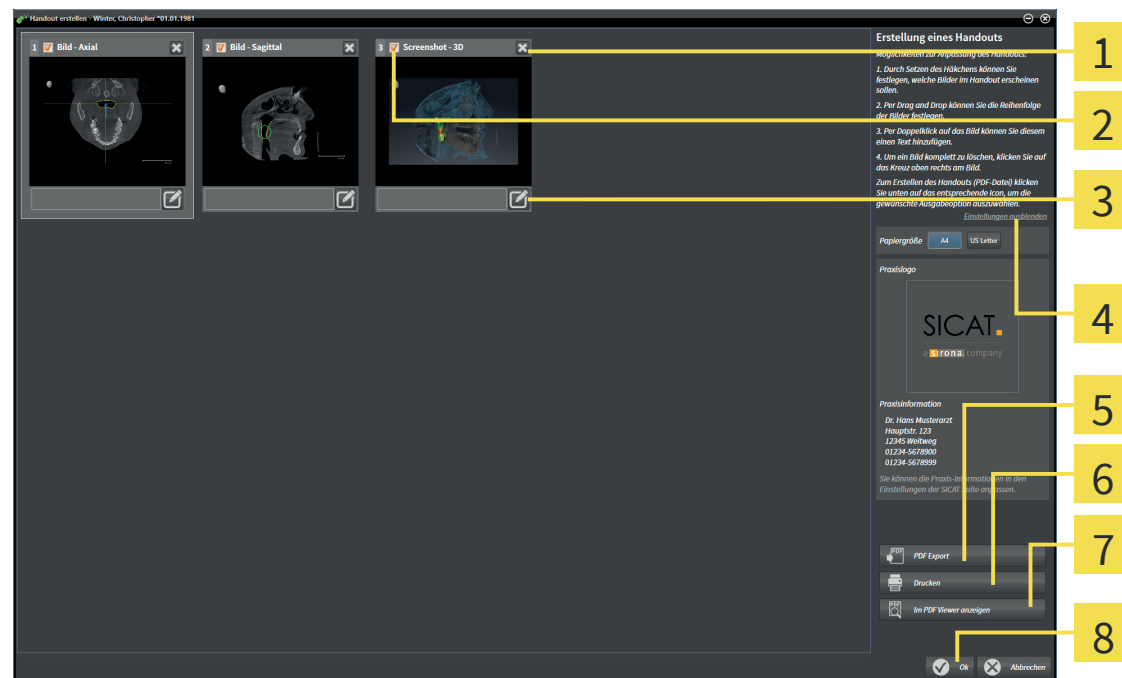 Handout erstellen - Winter, Christopher *01.01.1981
1 Bild - Axial
2 Bild - Sagittal
3 Screenshot - 3D
Erstellung eines Handouts
Möglichkeiten zur Anpassung des Handouts:
1. Durch Setzen des Häkchens können Sie
festlegen, welche Bilder im Handout erscheinen
sollen.
2. Per Drag and Drop können Sie die Reihenfolge
der Bilder festlegen.
3. Per Doppelklick auf das Bild können Sie diesem
einen Text hinzufügen.
4. Um ein Bild komplett zu löschen, klicken Sie auf
das Kreuz oben rechts am Bild.
Zum Erstellen des Handouts (PDF-Datei) klicken
Sie unten auf das entsprechende Icon, um die
gewünschte Ausgabeoption auszuwählen.
Einstellungen ausblenden
Papiergröße A4 US Letter
Praxislogo
SICAT.
a sirona. company
Praxisinformation
Dr. Hans Musterarzt
Hauptstr. 123
12345 Weitweg
01234-5678900
01234-5678999
Sie können die Praxis-Informationen in den
Einstellungen der SICAT Suite anpassen.
PDF PDF Export
Drucken
PDF Im PDF Viewer anzeigen
Ok Abbrechen
1
2
3
4
5
6
7
8